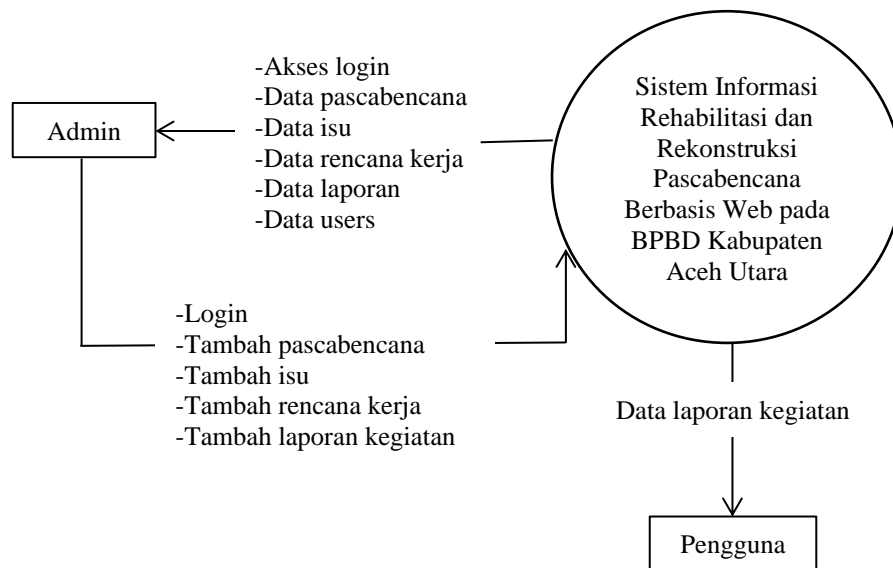 Admin
-Akses login
-Data pascabencana
-Data isu
-Data rencana kerja
-Data laporan
-Data users
Sistem Informasi
Rehabilitasi dan
Rekonstruksi
Pascabencana
Berbasis Web pada
BPBD Kabupaten
Aceh Utara
-Login
-Tambah pascabencana
-Tambah isu
-Tambah rencana kerja
-Tambah laporan kegiatan
Data laporan kegiatan
Pengguna